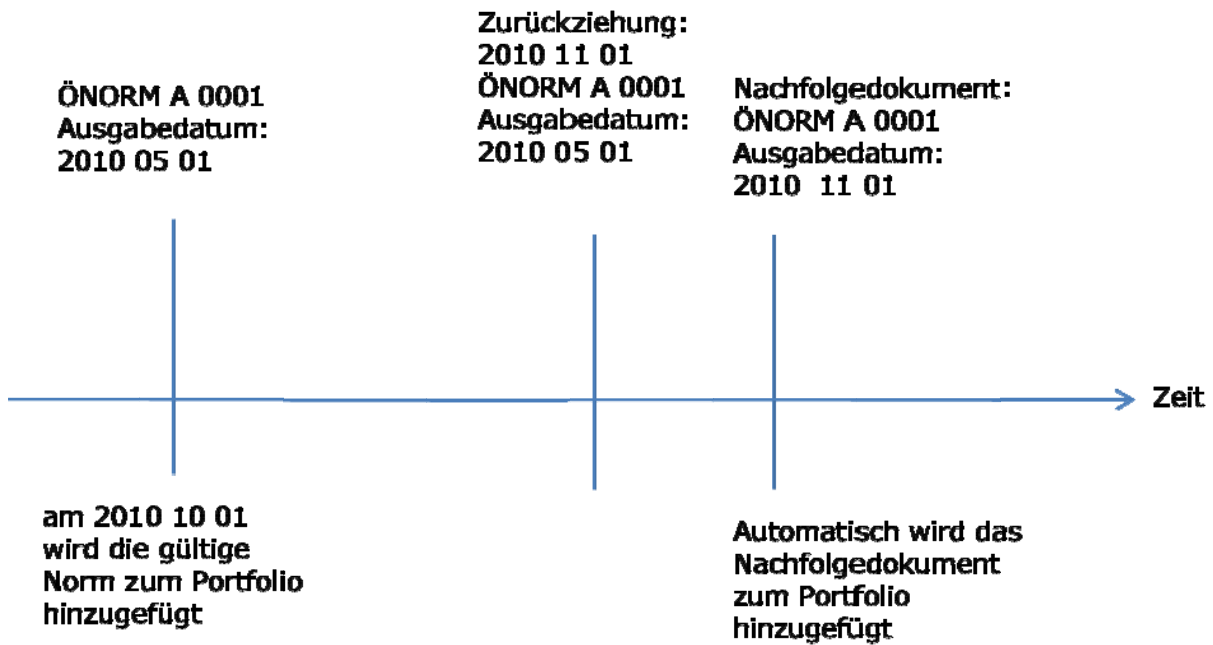 ÖNORM A 0001
Ausgabedatum:
2010 05 01
Zurückziehung:
2010 11 01
ÖNORM A 0001
Ausgabedatum:
2010 05 01
Nachfolgedokument:
ÖNORM A 0001
Ausgabedatum:
2010 11 01
Zeit
am 2010 10 01
wird die gültige
Norm zum Portfolio
hinzugefügt
Automatisch wird das
Nachfolgedokument
zum Portfolio
hinzugefügt